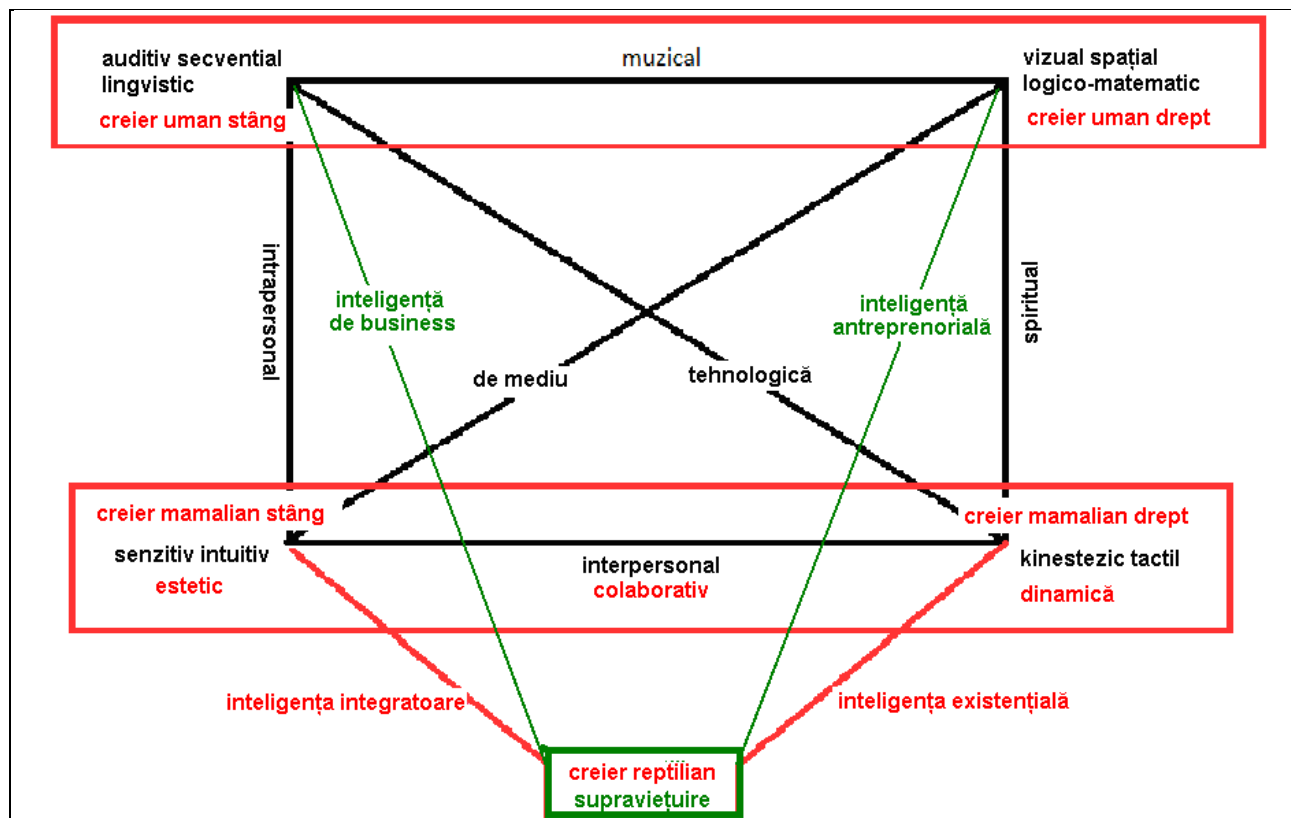 auditiv secvential
lingvistic
creier uman stâng
muzical
vizual spațial
logico-matematic
creier uman drept
intrapersonal
inteligență
de business
inteligență
antreprenorială
spiritual
de mediu
tehnologică
creier mamalian stâng
senzitiv intuitiv
estetic
interpersonal
colaborativ
creier mamalian drept
kinestezic tactil
dinamică
inteligența integratoare
inteligența existențială
creier reptilian
supraviețuire